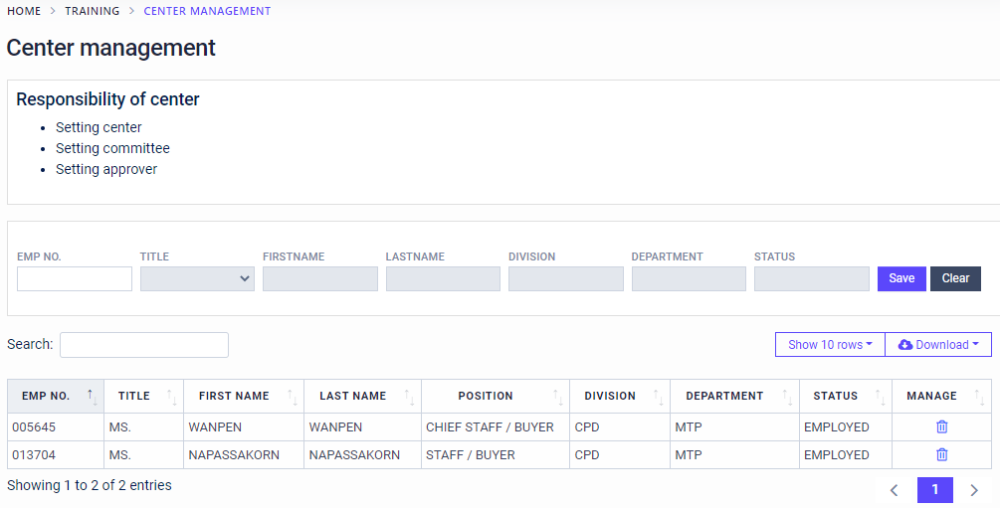 HOME > TRAINING > CENTER MANAGEMENT
Center management
Responsibility of center
• Setting center
• Setting committee
• Setting approver
EMP NO. TITLE FIRSTNAME LASTNAME DIVISION DEPARTMENT STATUS
Save Clear
Search: Show 10 rows Download
EMP NO. TITLE FIRST NAME LAST NAME POSITION DIVISION DEPARTMENT STATUS MANAGE
005645 MS. WANPEN WANPEN CHIEF STAFF / BUYER CPD MTP EMPLOYED
013704 MS. NAPASSAKORN NAPASSAKORN STAFF / BUYER CPD MTP EMPLOYED
Showing 1 to 2 of 2 entries
1